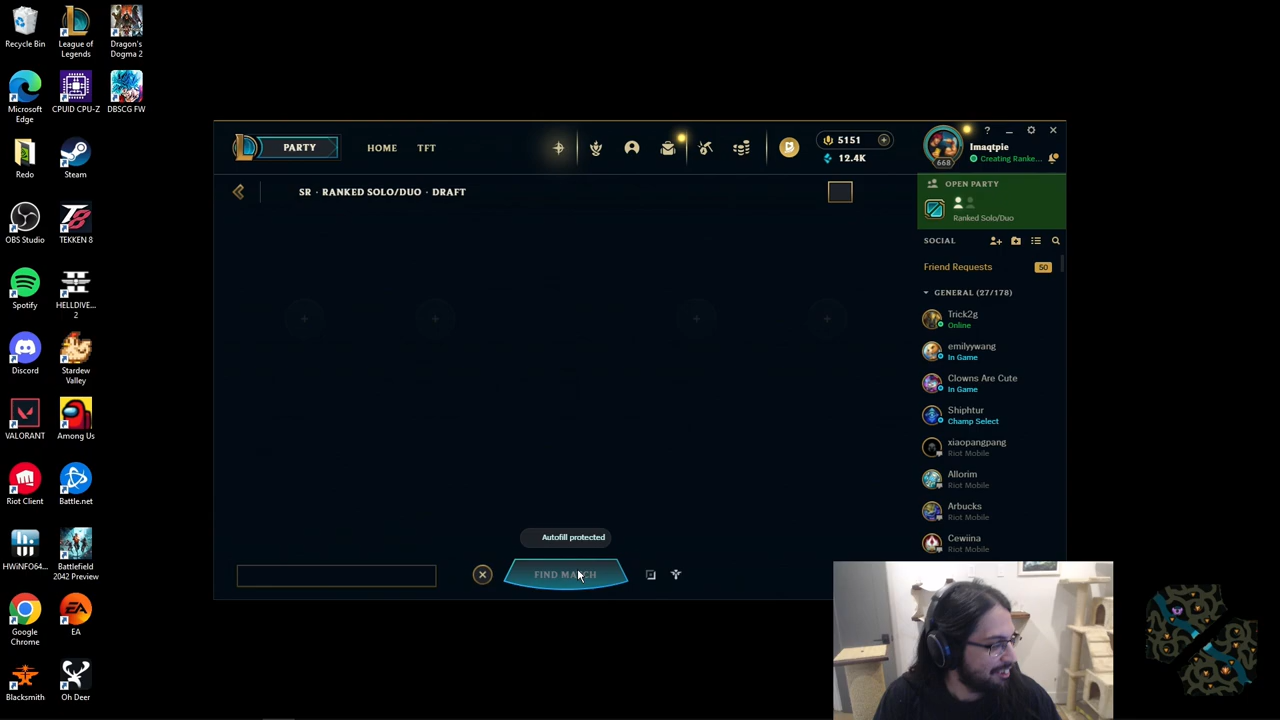 Recycle Bin
League of
Legends
Dragon's
Dogma 2
Microsoft
Edge
CPUID CPU-Z
DBSCG FW
Redo
Steam
OBS Studio
TEKKEN 8
Spotify
HELLDIVE...
2
Discord
Stardew
Valley
VALORANT
Among Us
Riot Client
Battle.net
HWiNFO64...
Battlefield
2042 Preview
Google
Chrome
EA
Blacksmith
Oh Deer
PARTY
HOME
TFT
5151
12.4K
668
Imaqtpie
Creating Ranke...
SR · RANKED SOLO/DUO · DRAFT
OPEN PARTY
Ranked Solo/Duo
SOCIAL
Friend Requests
50
GENERAL (27/178)
Trick2g
Online
emilyywang
In Game
Clowns Are Cute
In Game
Shiphtur
Champ Select
xiaopangpang
Riot Mobile
Allorim
Riot Mobile
Arbucks
Riot Mobile
Cewiina
Riot Mobile
Autofill protected
FIND MATCH